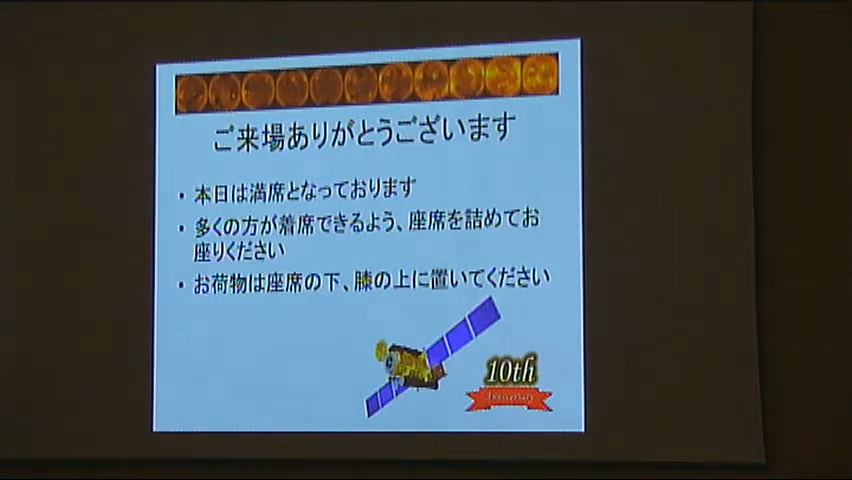 ご来場ありがとうございます
• 本日は満席となっております
• 多くの方が着席できるよう、座席を詰めてお
座りください
• お荷物は座席の下、膝の上に置いてください
10th
Anniversary